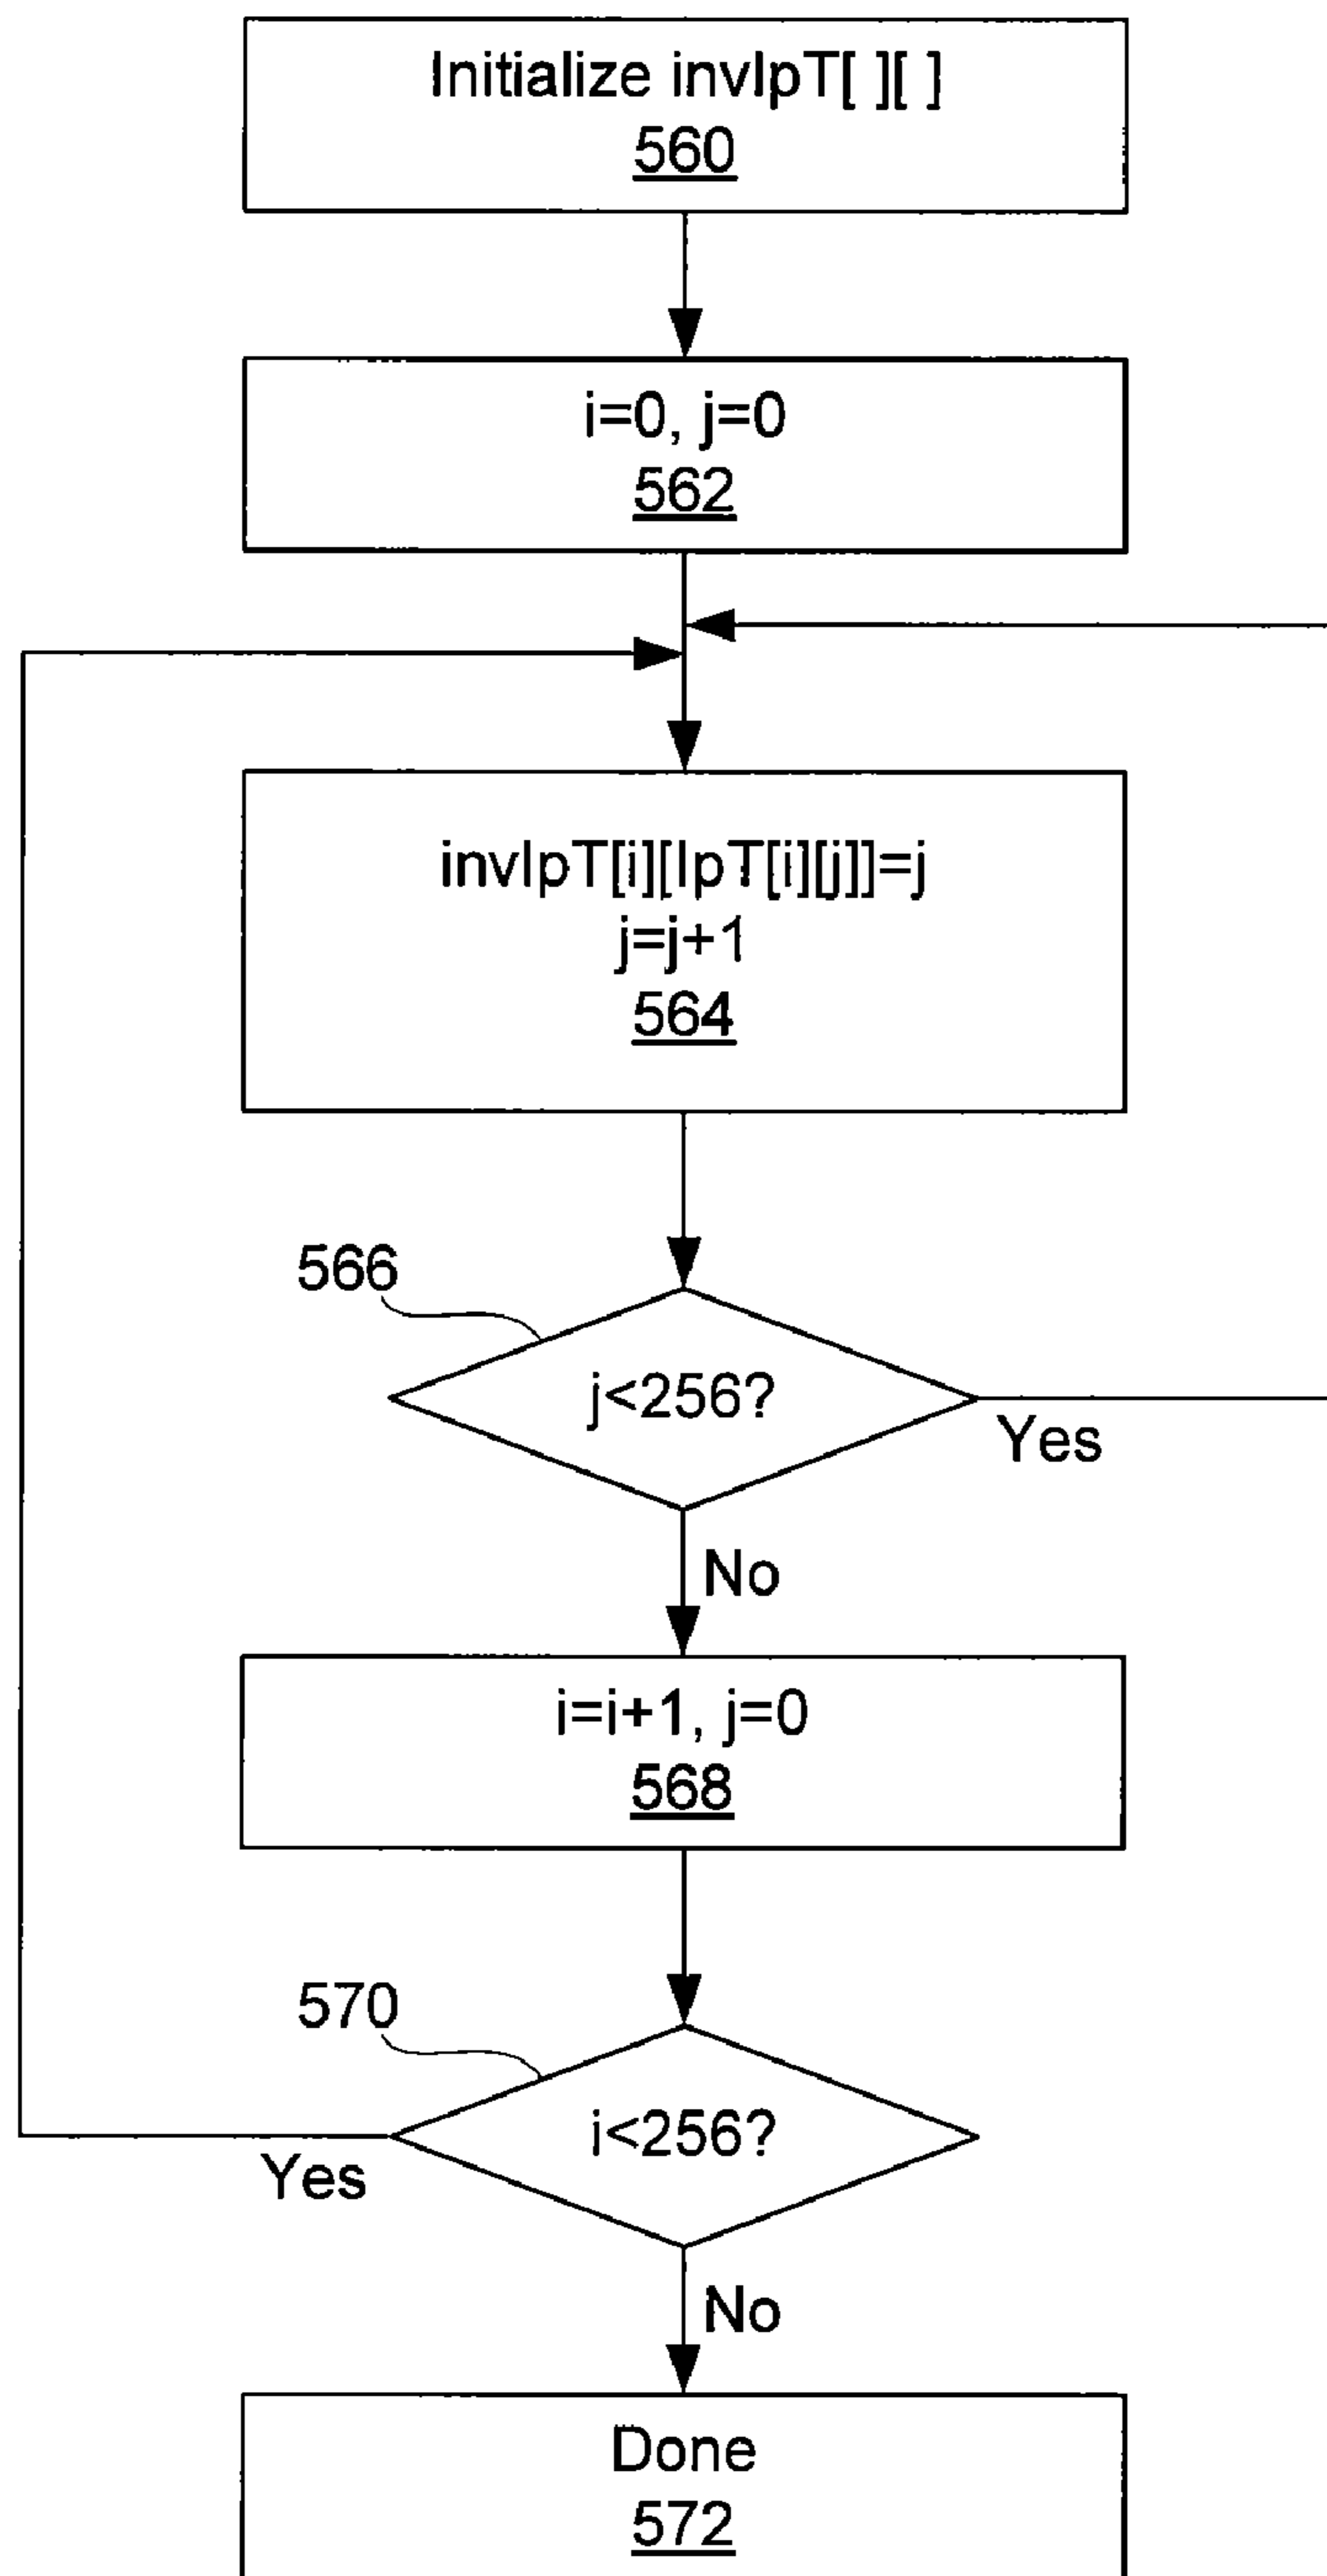 Initialize invIpT[ ][ ]
560
i=0, j=0
562
invIpT[i][IpT[i][j]]=j
j=j+1
564
566
j<256?
Yes
No
i=i+1, j=0
568
570
i<256?
Yes
No
Done
572